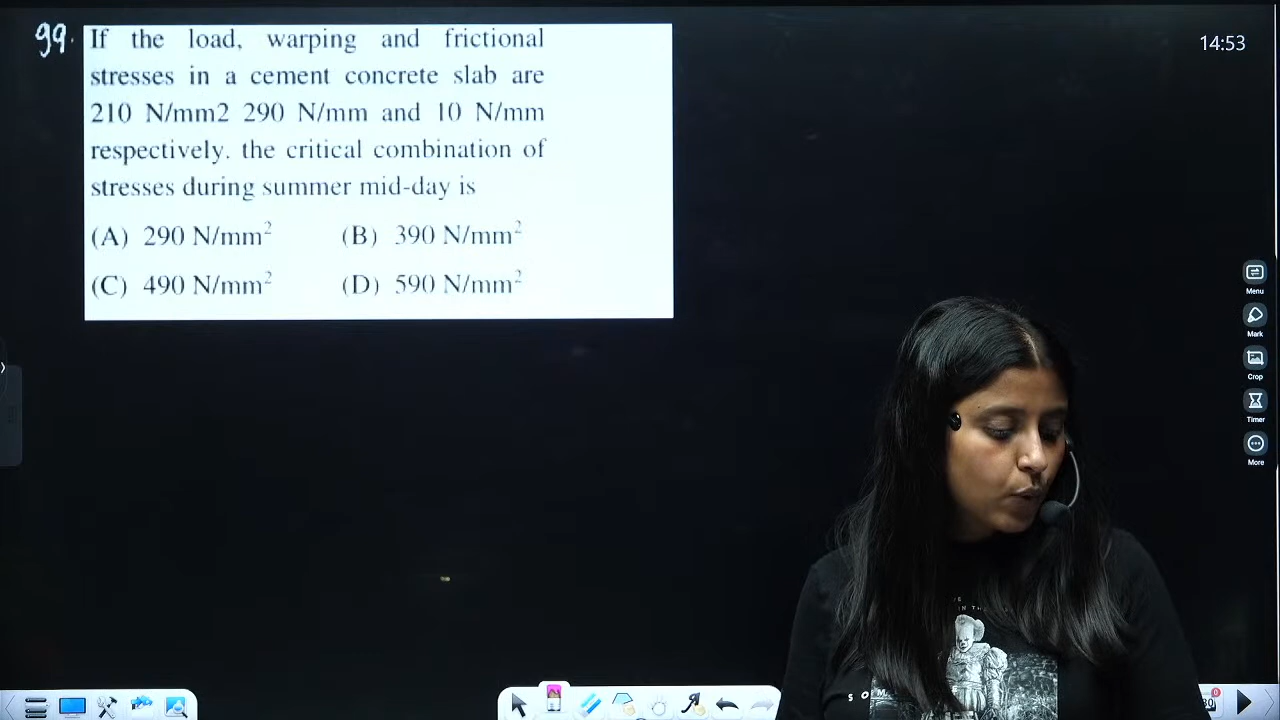 99.
If the load, warping and frictional
stresses in a cement concrete slab are
210 N/mm2 290 N/mm and 10 N/mm
respectively. the critical combination of
stresses during summer mid-day is
(A) 290 N/mm² (B) 390 N/mm²
(C) 490 N/mm² (D) 590 N/mm²
14:53
Menu
Mark
Crop
Timer
More
IN TH